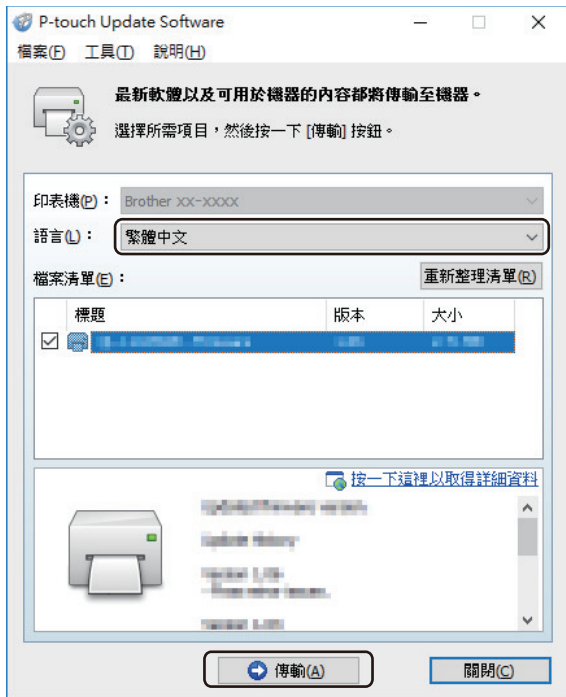 P-touch Update Software
檔案(F) 工具(T) 說明(H)
最新軟體以及可用於機器的內容都將傳輸至機器。
選擇所需項目，然後按一下 [傳輸] 按鈕。
印表機(P)： Brother XX-XXXX
語言(L)： 繁體中文
檔案清單(E)： 重新整理清單(R)
標題 版本 大小
按一下這裡以取得詳細資料
傳輸(A) 關閉(C)